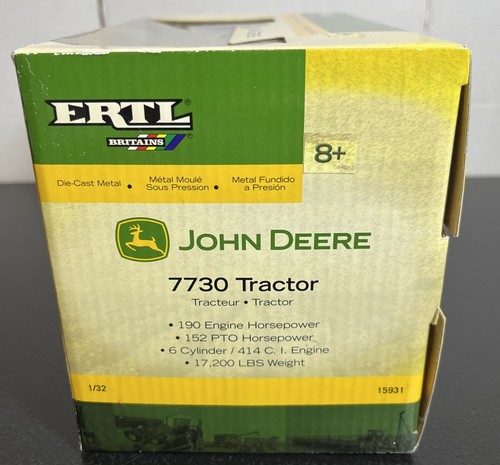 ERTL®
BRITAINS ®
8+
Die-Cast Metal • Métal Moulé Sous Pression • Metal Fundido a Presión
JOHN DEERE
7730 Tractor
Tracteur • Tractor
• 190 Engine Horsepower
• 152 PTO Horsepower
• 6 Cylinder / 414 C. I. Engine
• 17,200 LBS Weight
1/32
15931